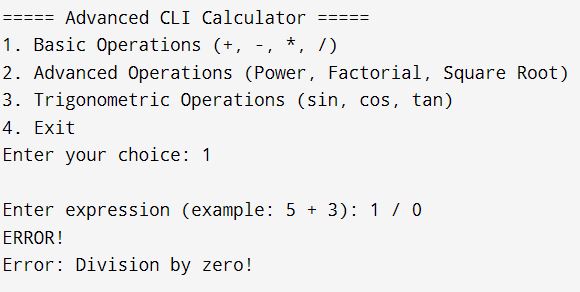 ===== Advanced CLI Calculator =====
1. Basic Operations (+, -, *, /)
2. Advanced Operations (Power, Factorial, Square Root)
3. Trigonometric Operations (sin, cos, tan)
4. Exit
Enter your choice: 1
Enter expression (example: 5 + 3): 1 / 0
ERROR!
Error: Division by zero!